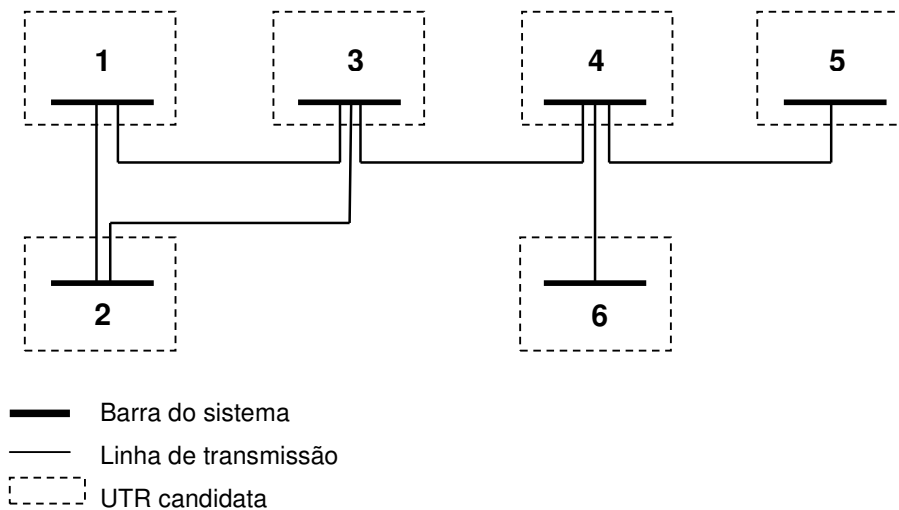 1 3 4 5
2 6
Barra do sistema
Linha de transmissão
UTR candidata